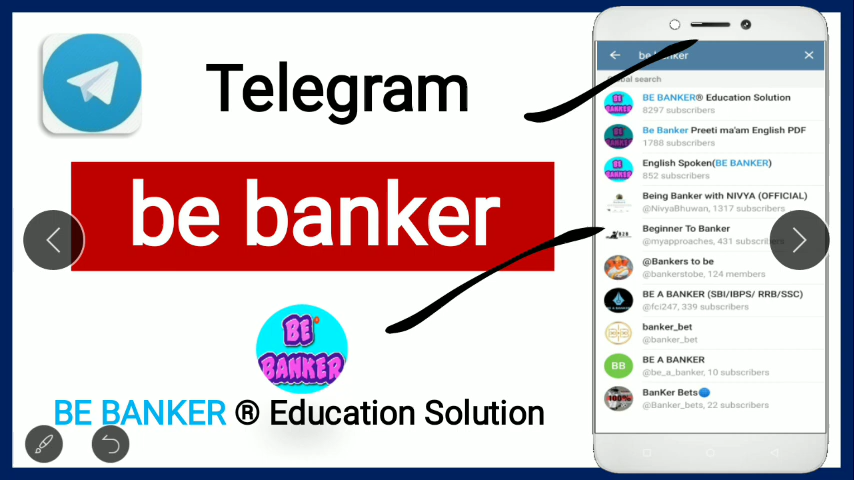 Telegram
be banker
BE BANKER
BE BANKER ® Education Solution
be banker
BE BANKER® Education Solution
8297 subscribers
Be Banker Preeti ma'am English PDF
1788 subscribers
English Spoken(BE BANKER)
852 subscribers
Being Banker with NIVYA (OFFICIAL)
@NivyaBhuwan, 1317 subscribers
Beginner To Banker
@myapproaches, 431 subscribers
@Bankers to be
@bankerstobe, 124 members
BE A BANKER (SBI/IBPS/ RRB/SSC)
@fci247, 339 subscribers
banker_bet
@banker_bet
BB
BE A BANKER
@be_a_banker, 10 subscribers
100%
BanKer Bets
@Banker_bets, 22 subscribers